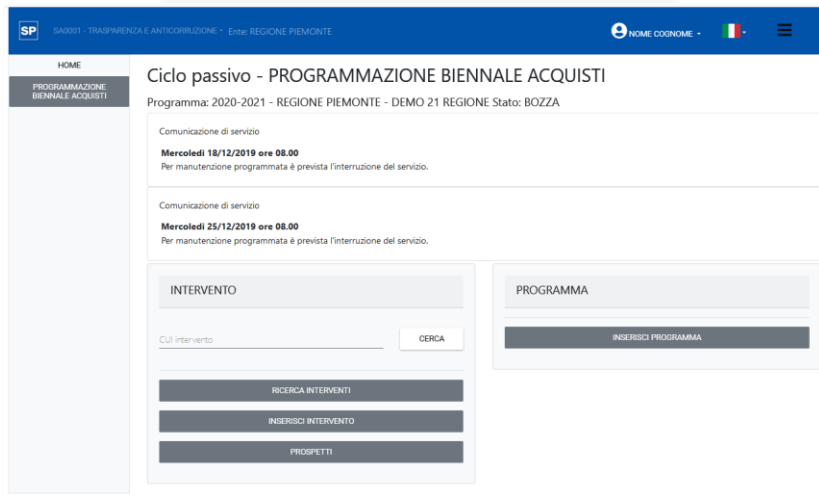 SP SA0001 - TRASPARENZA E ANTICORRUZIONE - Ente: REGIONE PIEMONTE NOME COGNOME
HOME
PROGRAMMAZIONE
BIENNALE ACQUISTI
Ciclo passivo - PROGRAMMAZIONE BIENNALE ACQUISTI
Programma: 2020-2021 - REGIONE PIEMONTE - DEMO 21 REGIONE Stato: BOZZA
Comunicazione di servizio
Mercoledì 18/12/2019 ore 08.00
Per manutenzione programmata è prevista l'interruzione del servizio.
Comunicazione di servizio
Mercoledì 25/12/2019 ore 08.00
Per manutenzione programmata è prevista l'interruzione del servizio.
INTERVENTO
CUI intervento CERCA
RICERCA INTERVENTI
INSERISCI INTERVENTO
PROSPETTI
PROGRAMMA
INSERISCI PROGRAMMA